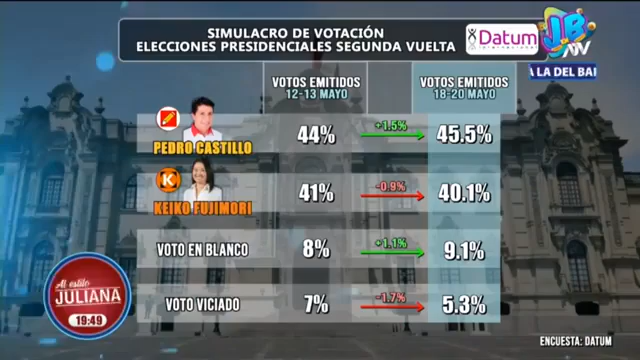 SIMULACRO DE VOTACIÓN
ELECCIONES PRESIDENCIALES SEGUNDA VUELTA
Datum
internacional
JB
ATV
A LA DEL BAR
VOTOS EMITIDOS
12-13 MAYO
VOTOS EMITIDOS
18-20 MAYO
PEDRO CASTILLO
44%
+1.5%
45.5%
K
KEIKO FUJIMORI
41%
-0.9%
40.1%
VOTO EN BLANCO
8%
+1.1%
9.1%
VOTO VICIADO
7%
-1.7%
5.3%
Al estilo
JULIANA
19:49
ENCUESTA: DATUM